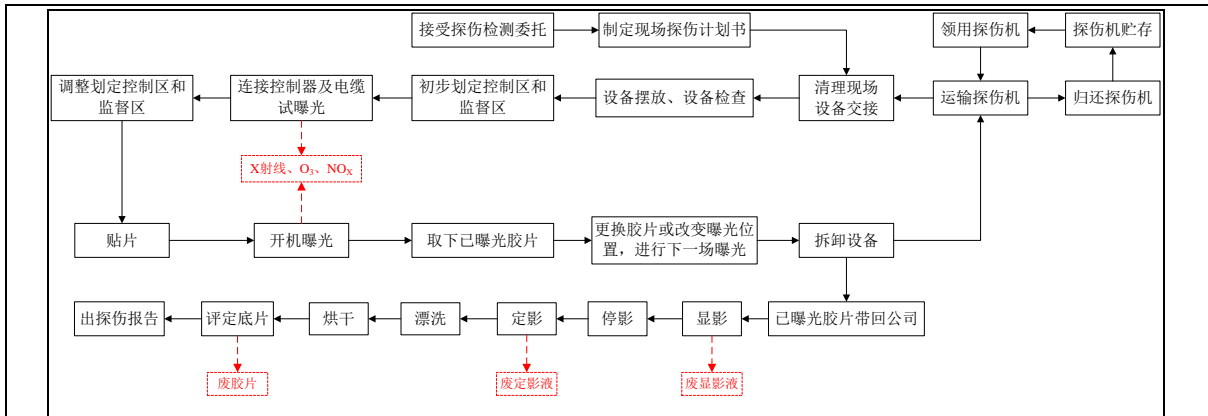 接受探伤检测委托
制定现场探伤计划书
领用探伤机
探伤机贮存
调整划定控制区和
监督区
连接控制器及电缆
试曝光
初步划定控制区和
监督区
设备摆放、设备检查
清理现场
设备交接
运输探伤机
归还探伤机
X射线、O₃、NOX
贴片
开机曝光
取下已曝光胶片
更换胶片或改变曝光位
置，进行下一场曝光
拆卸设备
出探伤报告
评定底片
烘干
漂洗
定影
停影
显影
已曝光胶片带回公司
废胶片
废定影液
废显影液